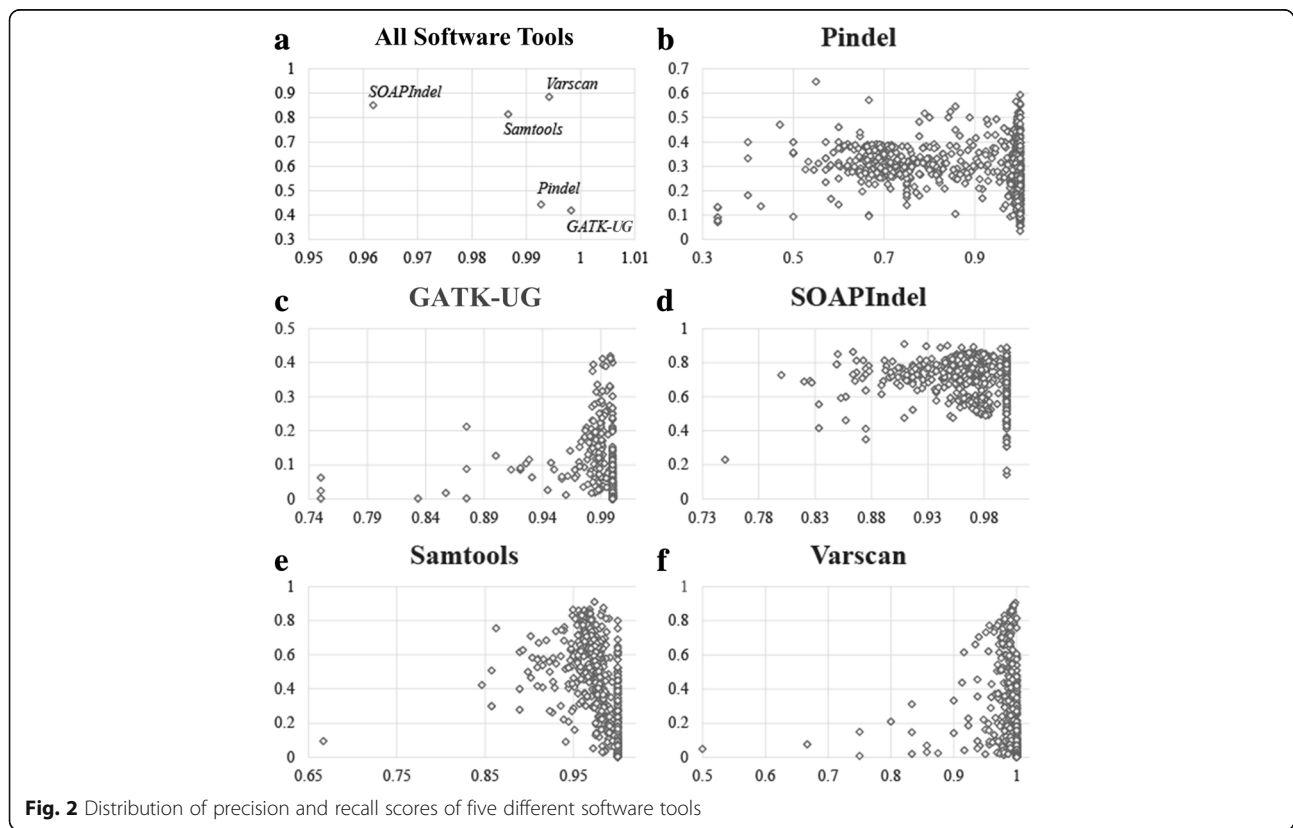 a All Software Tools
1
0.9
0.8
0.7
0.6
0.5
0.4
0.3
SOAPIndel
Varscan
Samtools
Pindel
GATK-UG
0.95 0.96 0.97 0.98 0.99 1 1.01
b Pindel
0.7
0.6
0.5
0.4
0.3
0.2
0.1
0
0.3 0.5 0.7 0.9
c GATK-UG
0.5
0.4
0.3
0.2
0.1
0
0.74 0.79 0.84 0.89 0.94 0.99
d SOAPIndel
1
0.8
0.6
0.4
0.2
0
0.73 0.78 0.83 0.88 0.93 0.98
e Samtools
1
0.8
0.6
0.4
0.2
0
0.65 0.75 0.85 0.95
f Varscan
1
0.8
0.6
0.4
0.2
0
0.5 0.6 0.7 0.8 0.9 1
Fig. 2 Distribution of precision and recall scores of five different software tools